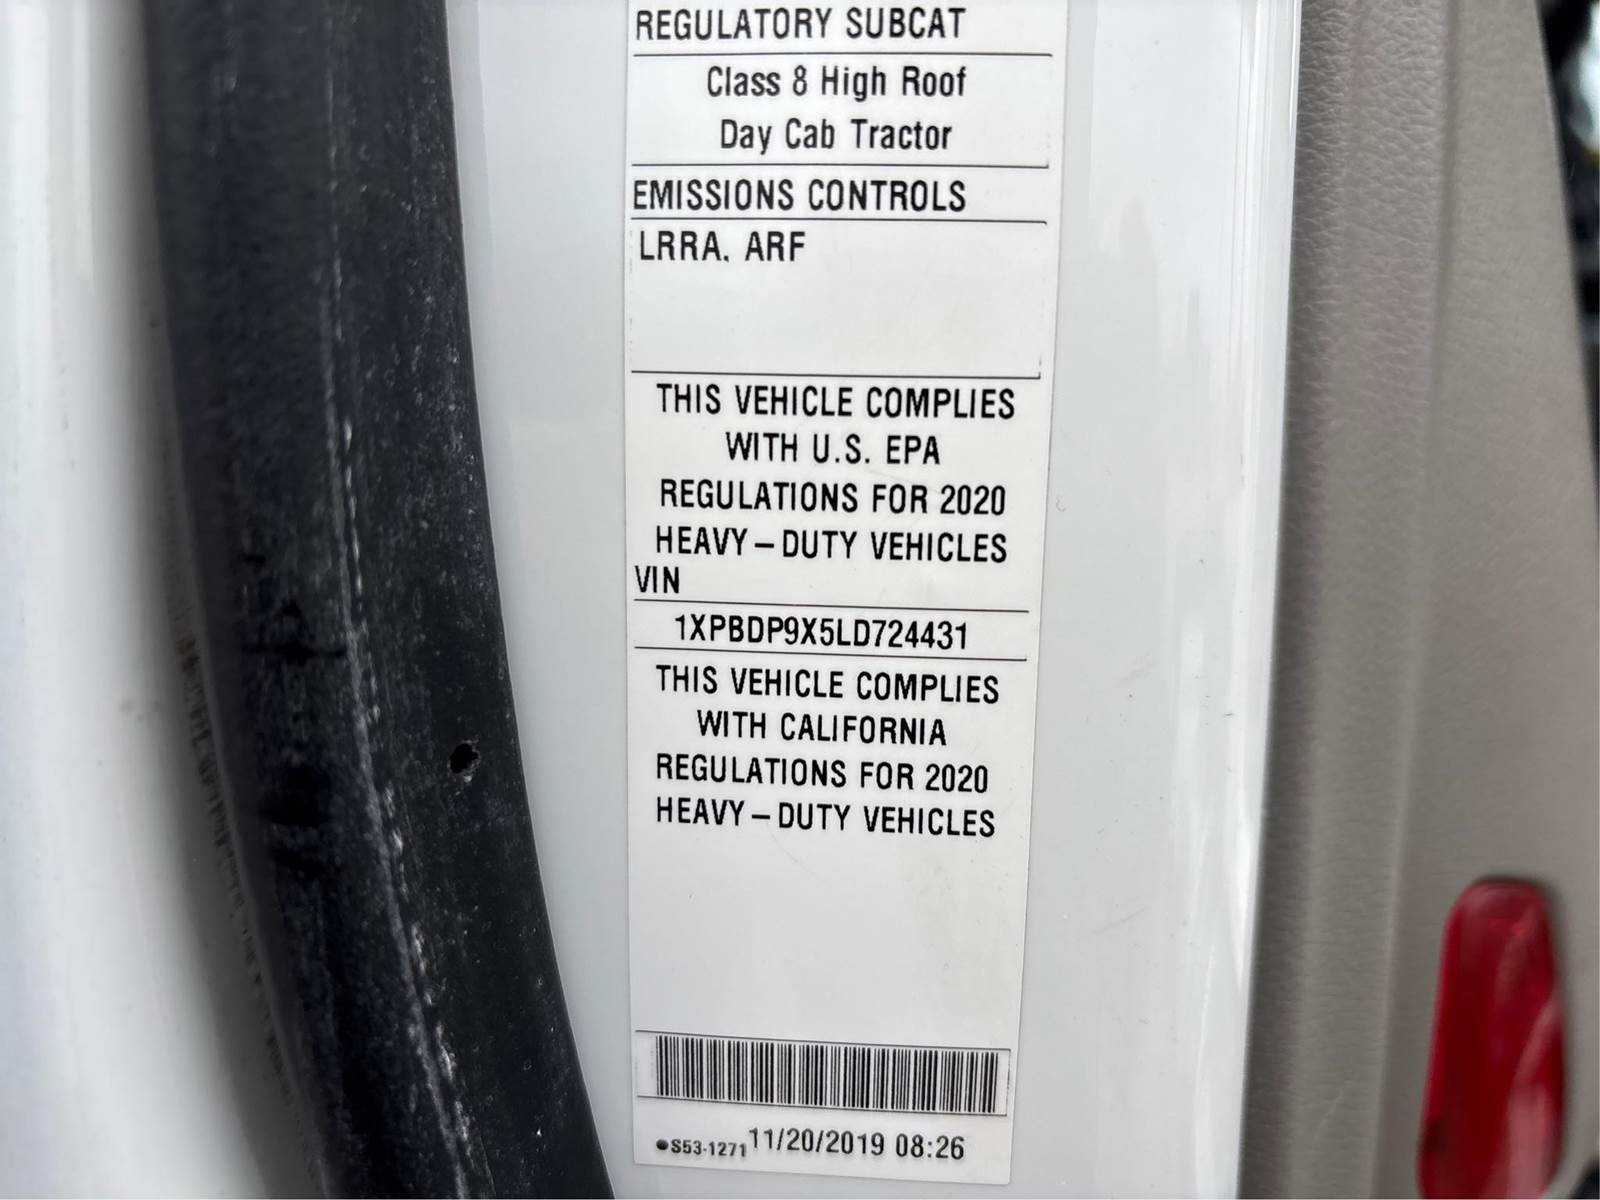 REGULATORY SUBCAT
Class 8 High Roof
Day Cab Tractor
EMISSIONS CONTROLS
LRRA. ARF
THIS VEHICLE COMPLIES
WITH U.S. EPA
REGULATIONS FOR 2020
HEAVY-DUTY VEHICLES
VIN
1XPBDP9X5LD724431
THIS VEHICLE COMPLIES
WITH CALIFORNIA
REGULATIONS FOR 2020
HEAVY-DUTY VEHICLES
●S53-1271 11/20/2019 08:26